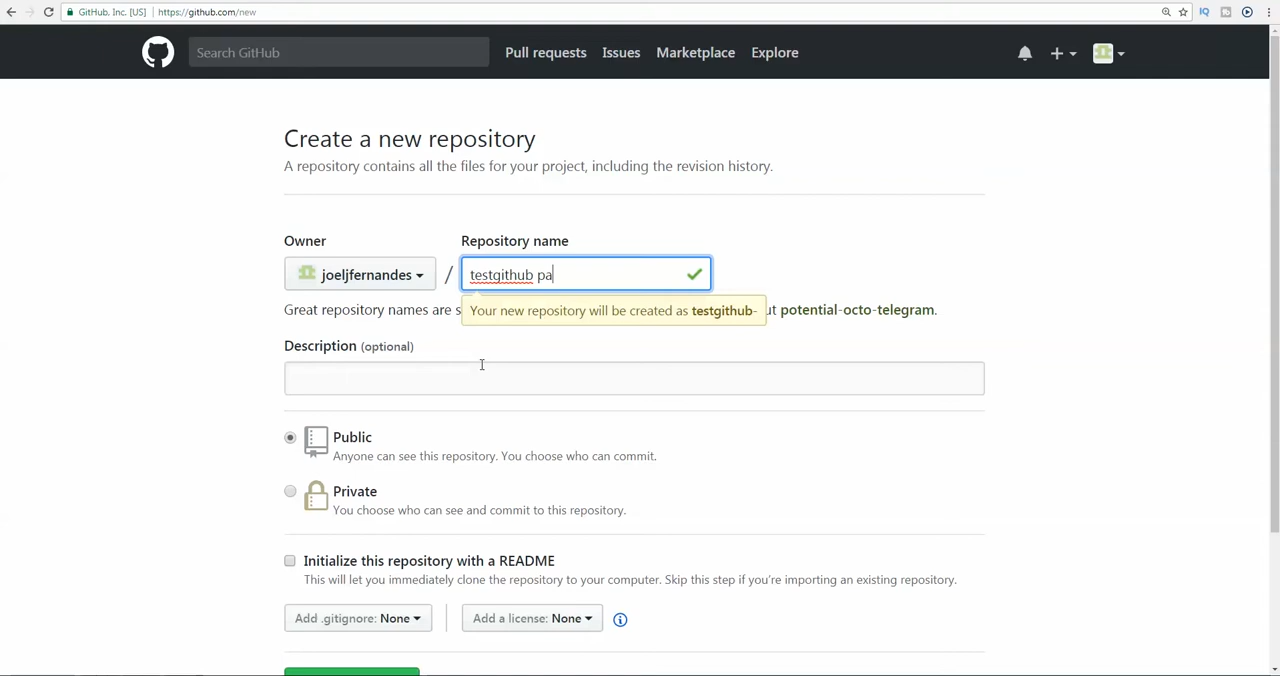 GitHub, Inc. [US] https://github.com/new
Search GitHub
Pull requests Issues Marketplace Explore
Create a new repository
A repository contains all the files for your project, including the revision history.
Owner Repository name
joeljfernandes / testgithub pa
Great repository names are s
Your new repository will be created as testgithub-
ut potential-octo-telegram.
Description (optional)
Public
Anyone can see this repository. You choose who can commit.
Private
You choose who can see and commit to this repository.
Initialize this repository with a README
This will let you immediately clone the repository to your computer. Skip this step if you're importing an existing repository.
Add .gitignore: None Add a license: None